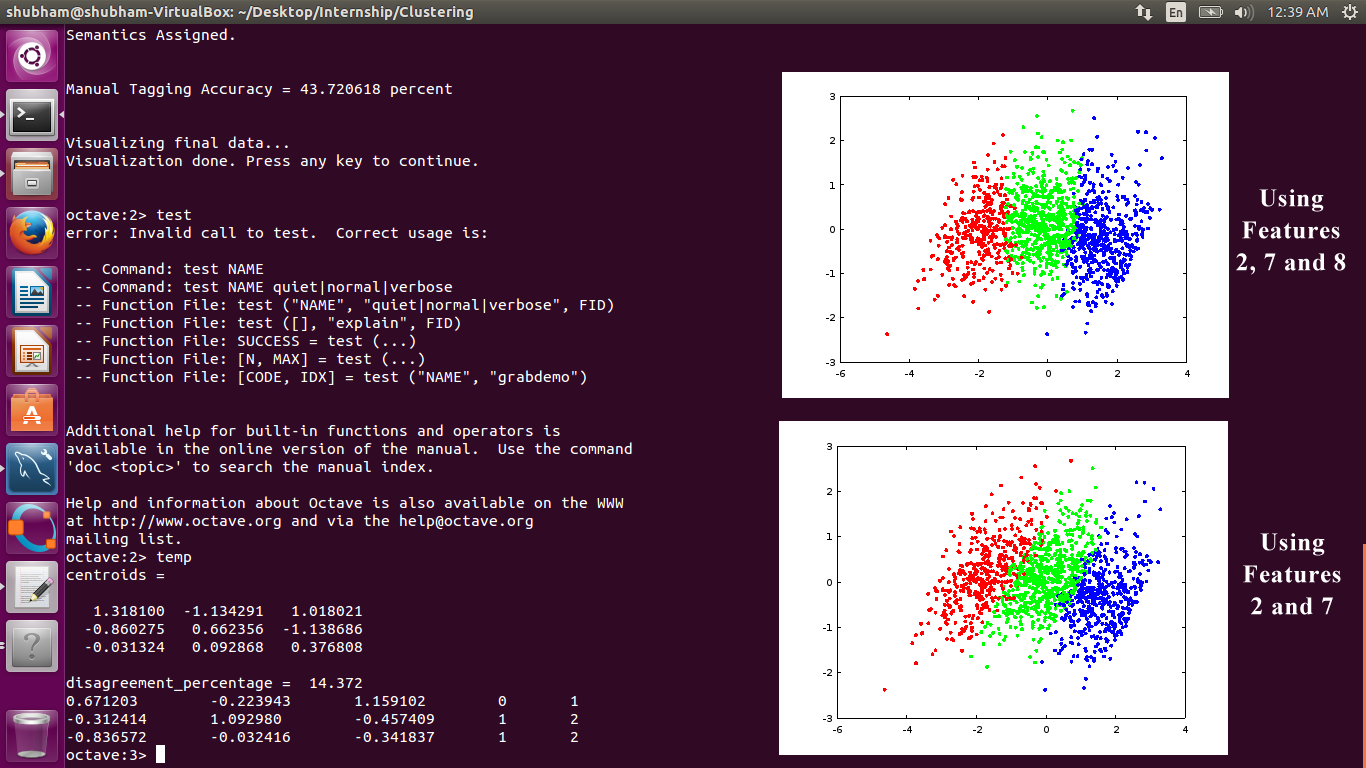 shubham@shubham-VirtualBox: ~/Desktop/Internship/Clustering
En
12:39 AM
Semantics Assigned.
Manual Tagging Accuracy = 43.720618 percent
Visualizing final data...
Visualization done. Press any key to continue.
octave:2> test
error: Invalid call to test.  Correct usage is:
 -- Command: test NAME
 -- Command: test NAME quiet|normal|verbose
 -- Function File: test ("NAME", "quiet|normal|verbose", FID)
 -- Function File: test ([], "explain", FID)
 -- Function File: SUCCESS = test (...)
 -- Function File: [N, MAX] = test (...)
 -- Function File: [CODE, IDX] = test ("NAME", "grabdemo")
Additional help for built-in functions and operators is
available in the online version of the manual.  Use the command
'doc <topic>' to search the manual index.
Help and information about Octave is also available on the WWW
at http://www.octave.org and via the help@octave.org
mailing list.
octave:2> temp
centroids =
   1.318100  -1.134291   1.018021
  -0.860275   0.662356  -1.138686
  -0.031324   0.092868   0.376808
disagreement_percentage =  14.372
0.671203        -0.223943       1.159102        0       1
-0.312414       1.092980        -0.457409       1       2
-0.836572       -0.032416       -0.341837       1       2
octave:3>
3
2
1
0
-1
-2
-3
-6 -4 -2 0 2 4
Using
Features
2, 7 and 8
3
2
1
0
-1
-2
-3
-6 -4 -2 0 2 4
Using
Features
2 and 7